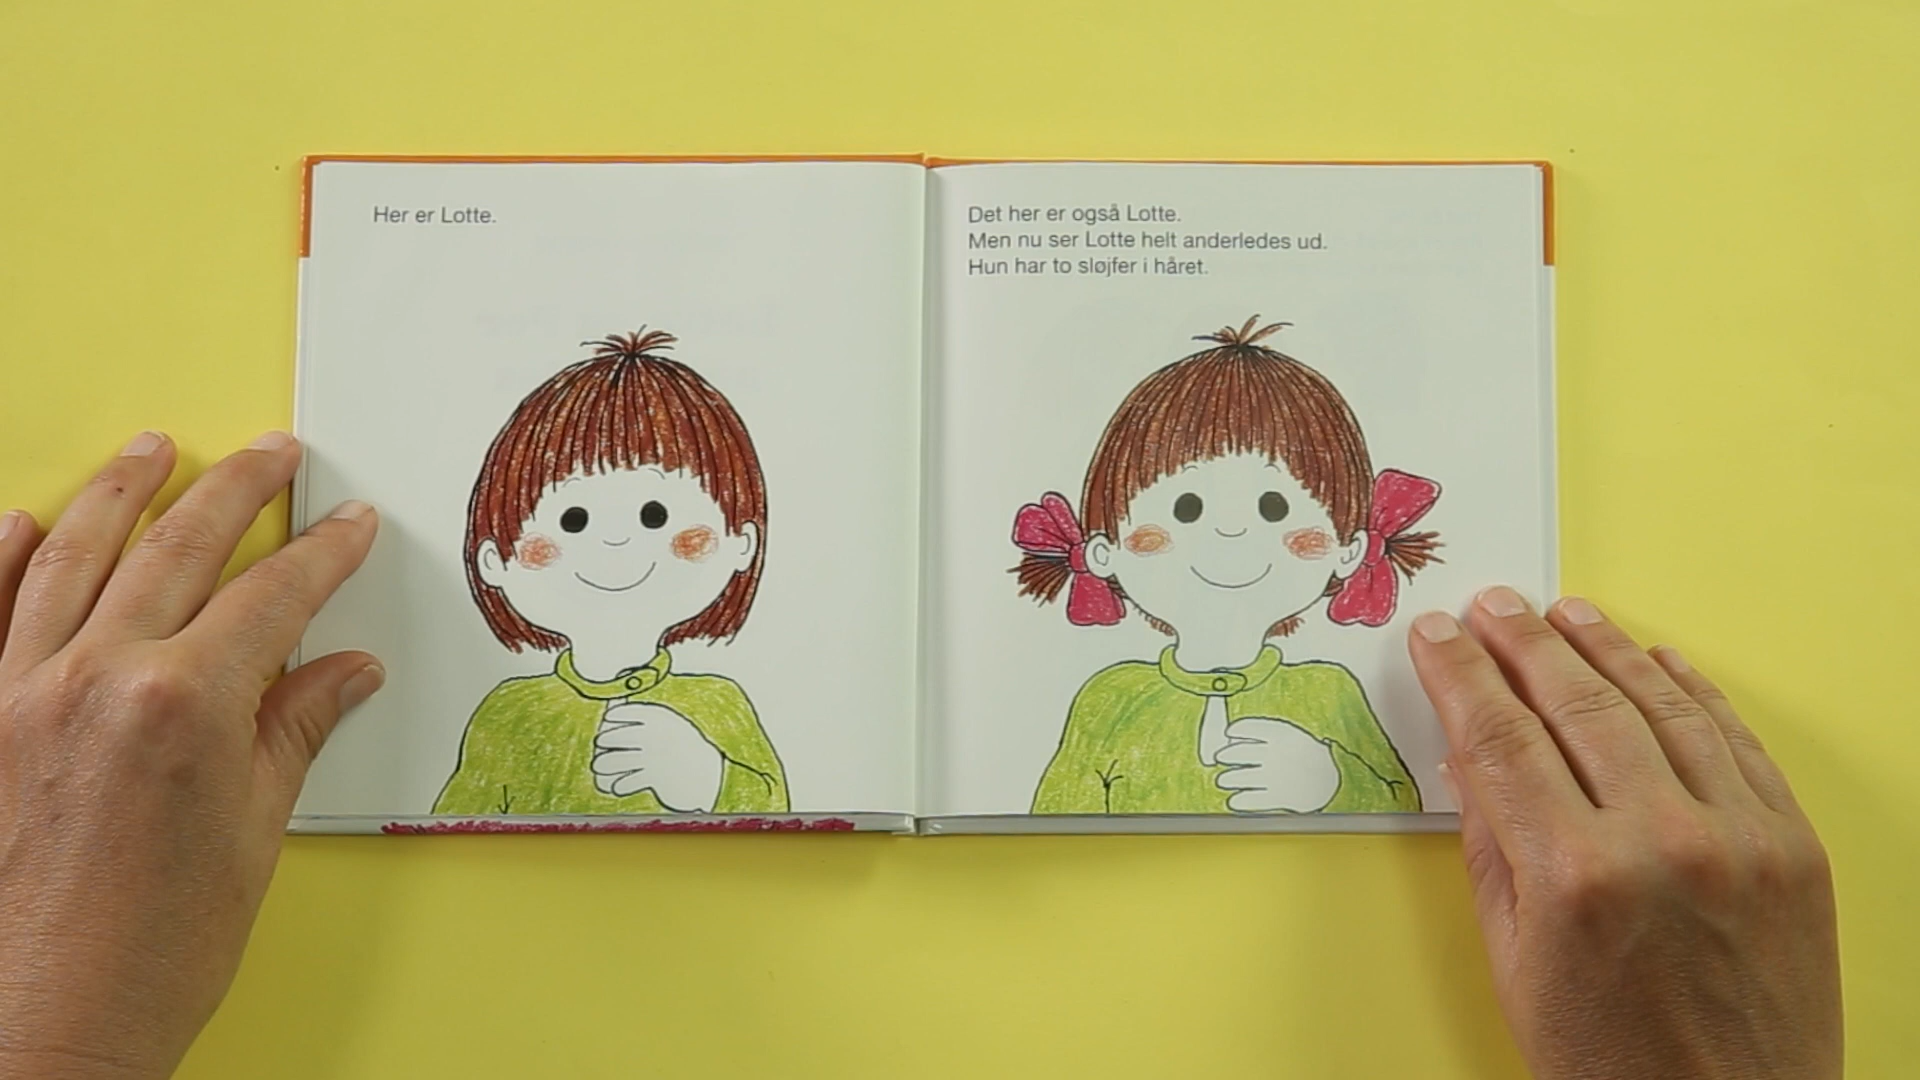 Her er Lotte.
Det her er også Lotte.
Men nu ser Lotte helt anderledes ud.
Hun har to sløjfer i håret.